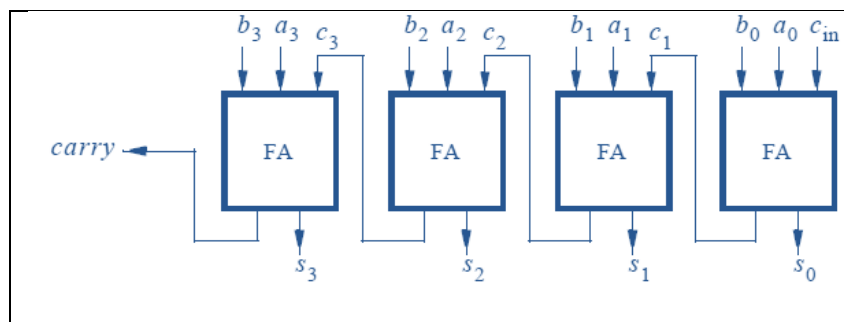 b₃ a₃ c₃ b₂ a₂ c₂ b₁ a₁ c₁ b₀ a₀ c_in
carry FA FA FA FA
s₃ s₂ s₁ s₀